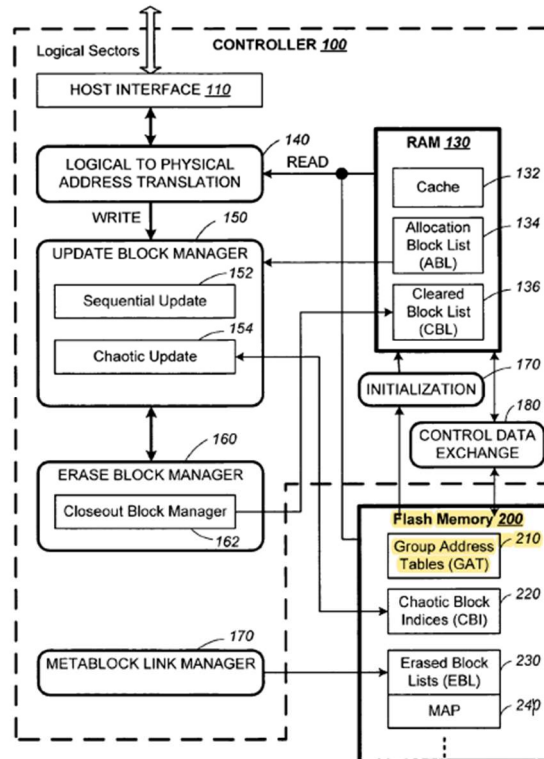 Logical Sectors
CONTROLLER 100
HOST INTERFACE 110
140
LOGICAL TO PHYSICAL
ADDRESS TRANSLATION
READ
WRITE
150
UPDATE BLOCK MANAGER
152
Sequential Update
154
Chaotic Update
160
ERASE BLOCK MANAGER
Closeout Block Manager
162
170
METABLOCK LINK MANAGER
RAM 130
132
Cache
134
Allocation
Block List
(ABL)
136
Cleared
Block List
(CBL)
170
INITIALIZATION
180
CONTROL DATA
EXCHANGE
Flash Memory 200
210
Group Address
Tables (GAT)
220
Chaotic Block
Indices (CBI)
230
Erased Block
Lists (EBL)
MAP
240